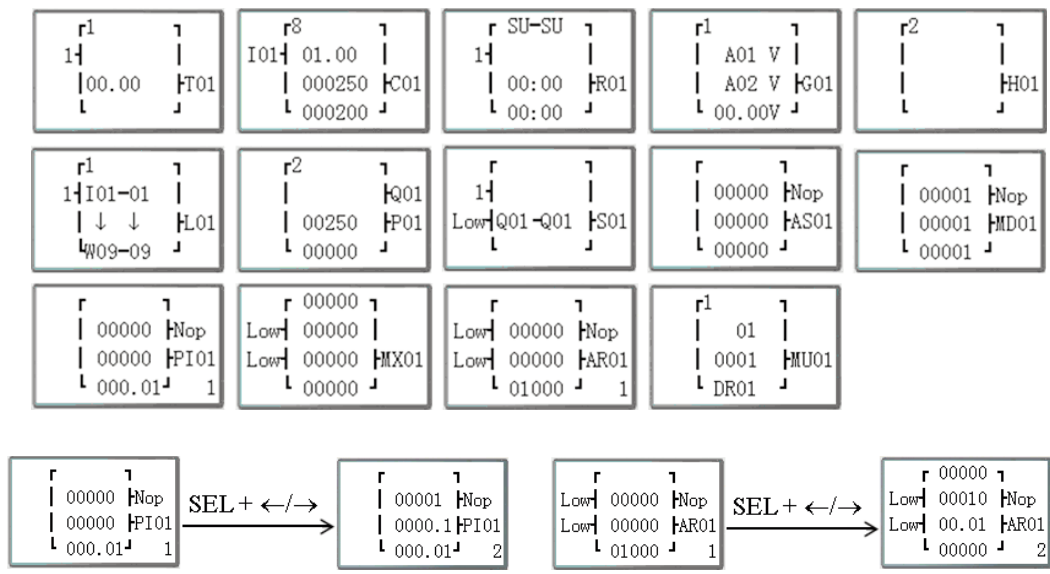 1
1
00.00 T01
8
I01 01.00
000250 C01
000200
SU-SU
1
00:00 R01
00:00
1
A01 V
A02 V G01
00.00V
2
H01
1
1 I01-01
↓ ↓ L01
W09-09
2
Q01
00250 P01
00000
1
Low Q01-Q01 S01
00000 Nop
00000 AS01
00000
00001 Nop
00001 MD01
00001
00000 Nop
00000 PI01
000.01 1
00000
Low 00000
Low 00000 MX01
00000
Low 00000 Nop
Low 00000 AR01
01000 1
1
01
0001 MU01
DR01
00000 Nop
00000 PI01
000.01 1
SEL + ←/→
00001 Nop
0000.1 PI01
000.01 2
Low 00000 Nop
Low 00000 AR01
01000 1
SEL + ←/→
00000
Low 00010 Nop
Low 00.01 AR01
00000 2